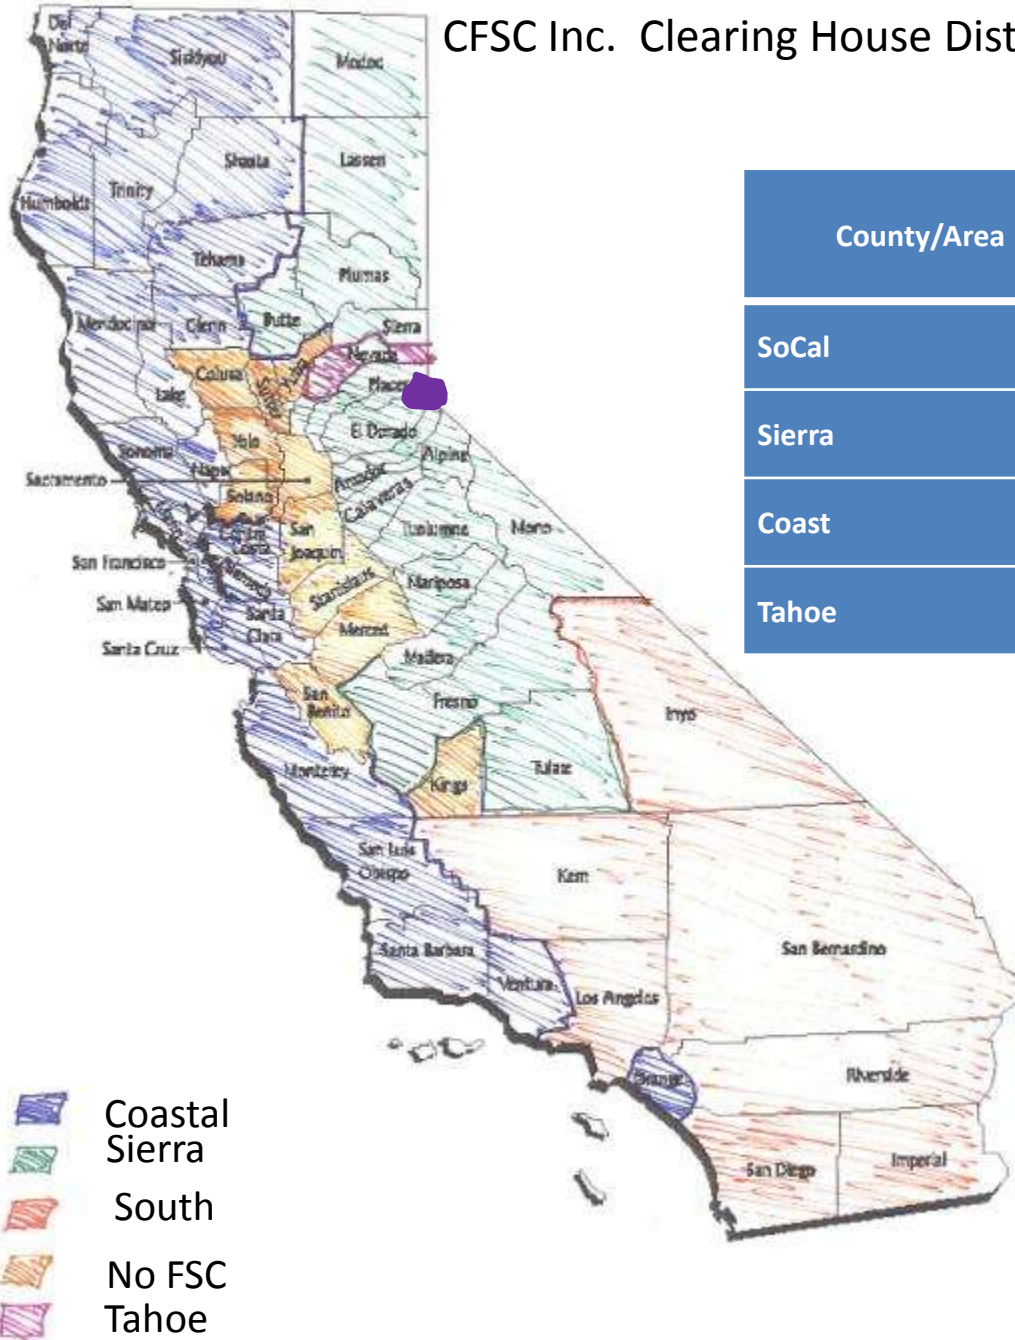 CFSC Inc.  Clearing House Dist
Del
Norte
Siskiyou
Modoc
Shasta
Lassen
Humboldt
Trinity
Tehama
Plumas
Mendocino
Glenn
Butte
Sierra
Nevada
Colusa
Sutter
Yuba
Placer
Lake
El Dorado
Sonoma
Yolo
Alpine
Napa
Sacramento
Amador
Solano
Calaveras
Contra
Costa
San
Joaquin
Tuolumne
Mono
San Francisco
Stanislaus
Mariposa
San Mateo
Santa
Clara
Merced
Santa Cruz
Madera
San
Benito
Fresno
Inyo
Monterey
Kings
Tulare
San Luis
Obispo
Kern
Santa Barbara
Ventura
Los Angeles
San Bernardino
Orange
Riverside
San Diego
Imperial
County/Area
SoCal
Sierra
Coast
Tahoe
Coastal
Sierra
South
No FSC
Tahoe